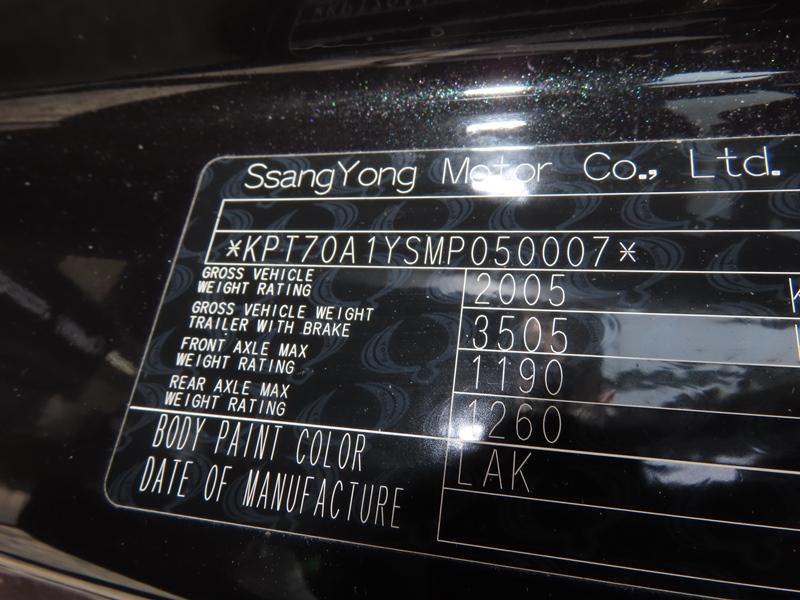 SsangYong Motor Co., Ltd.
*KPT70A1YSMP050007*
GROSS VEHICLE
WEIGHT RATING
2005
GROSS VEHICLE WEIGHT
TRAILER WITH BRAKE
3505
FRONT AXLE MAX
WEIGHT RATING
1190
REAR AXLE MAX
WEIGHT RATING
1260
BODY PAINT COLOR
LAK
DATE OF MANUFACTURE